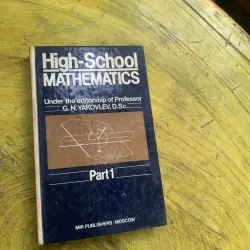 High-School
MATHEMATICS
Under the editorship of Professor
G. N. YAKOVLEV, D.Sc.
Part 1
MIR PUBLISHERS · MOSCOW